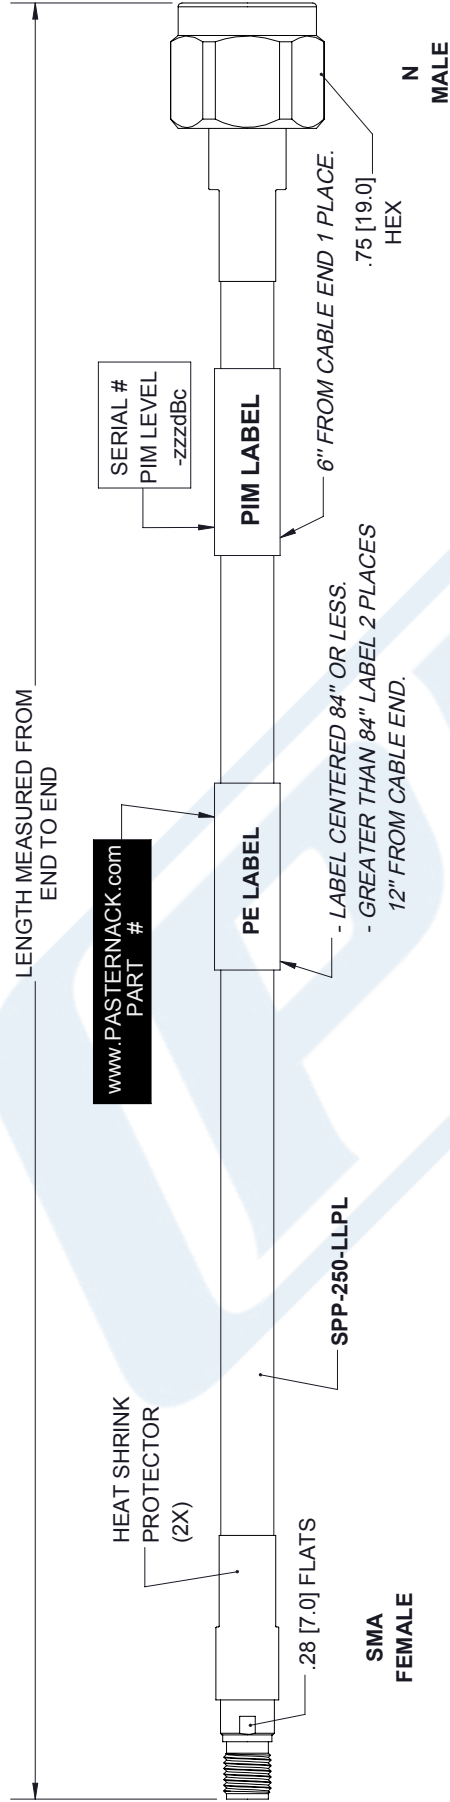 LENGTH MEASURED FROM
END TO END
HEAT SHRINK
PROTECTOR
(2X)
www.PASTERNACK.com
PART #
SERIAL #
PIM LEVEL
-zzzdBc
PE LABEL
PIM LABEL
.28 [7.0] FLATS
SPP-250-LLPL
- LABEL CENTERED 84" OR LESS.
- GREATER THAN 84" LABEL 2 PLACES
12" FROM CABLE END.
6" FROM CABLE END 1 PLACE.
.75 [19.0]
HEX
SMA
FEMALE
N
MALE